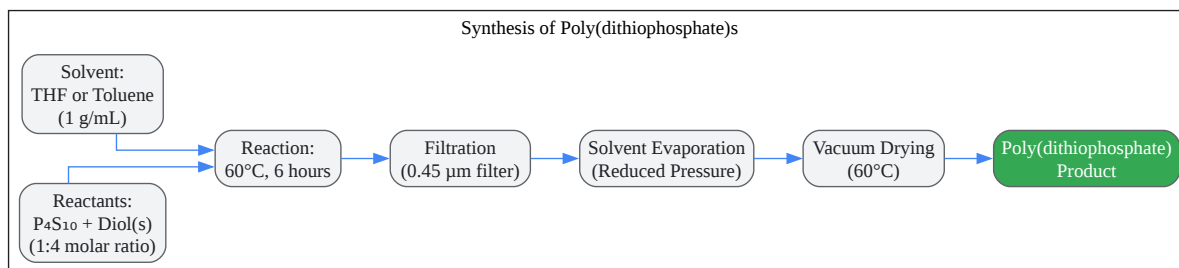 Synthesis of Poly(dithiophosphate)s
Solvent:
THF or Toluene
(1 g/mL)
Reactants:
P₄S₁₀ + Diol(s)
(1:4 molar ratio)
Reaction:
60°C, 6 hours
Filtration
(0.45 µm filter)
Solvent Evaporation
(Reduced Pressure)
Vacuum Drying
(60°C)
Poly(dithiophosphate)
Product